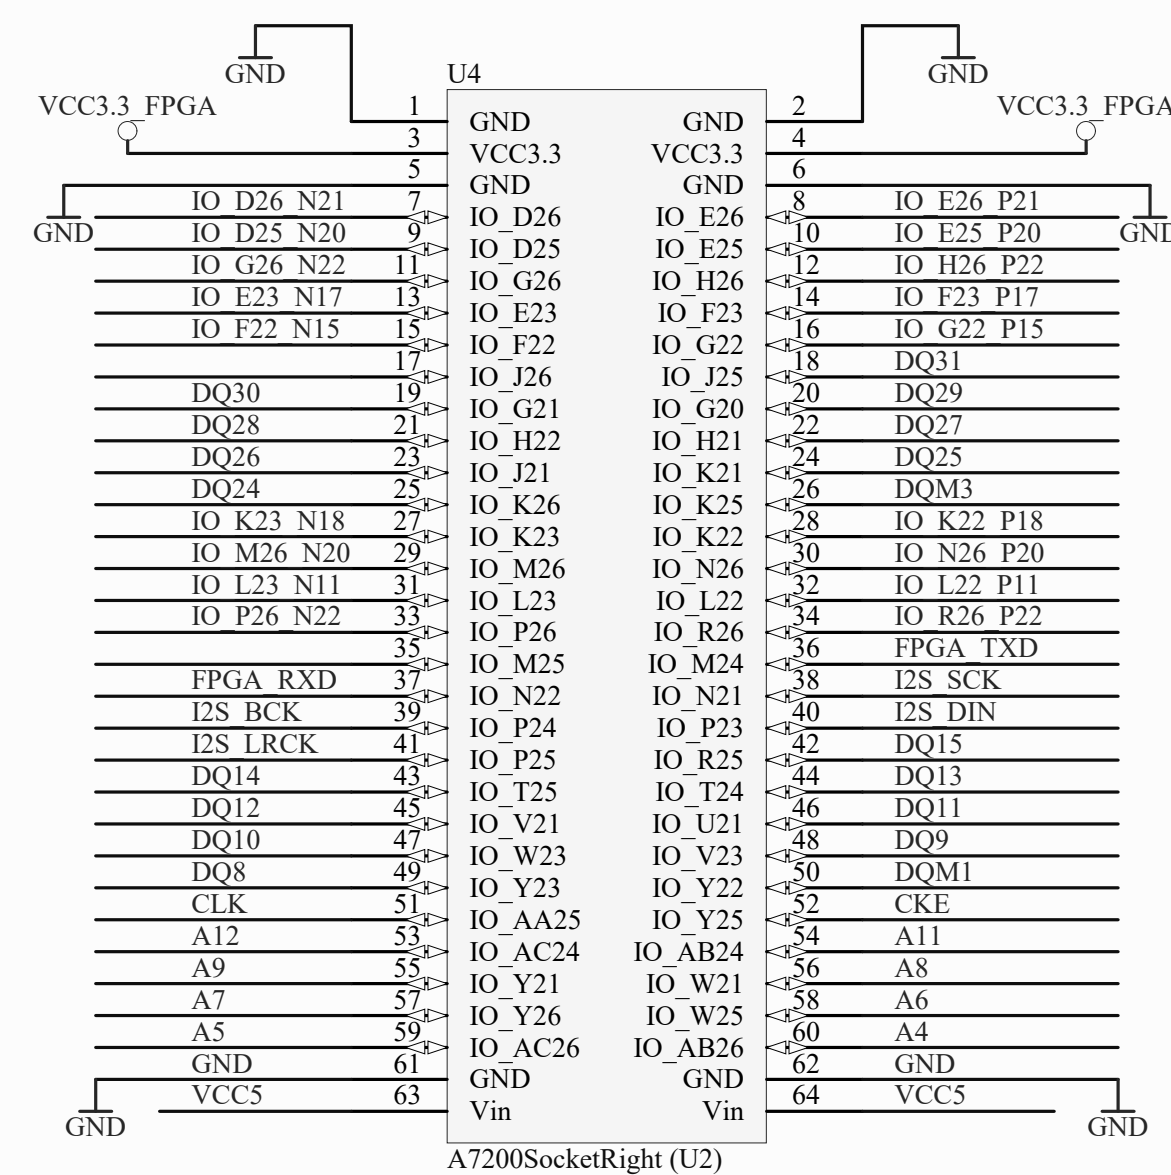 GND GND
U4
VCC3.3_FPGA 1 2 VCC3.3_FPGA
GND GND
3 4
VCC3.3 VCC3.3
5 6
GND GND
IO_D26_N21 7 8 IO_E26_P21
GND IO_D26 IO_E26 GND
IO_D25_N20 9 10 IO_E25_P20
IO_D25 IO_E25
IO_G26_N22 11 12 IO_H26_P22
IO_G26 IO_H26
IO_E23_N17 13 14 IO_F23_P17
IO_E23 IO_F23
IO_F22_N15 15 16 IO_G22_P15
IO_F22 IO_G22
17 18 DQ31
IO_J26 IO_J25
DQ30 19 20 DQ29
IO_G21 IO_G20
DQ28 21 22 DQ27
IO_H22 IO_H21
DQ26 23 24 DQ25
IO_J21 IO_K21
DQ24 25 26 DQM3
IO_K26 IO_K25
IO_K23_N18 27 28 IO_K22_P18
IO_K23 IO_K22
IO_M26_N20 29 30 IO_N26_P20
IO_M26 IO_N26
IO_L23_N11 31 32 IO_L22_P11
IO_L23 IO_L22
IO_P26_N22 33 34 IO_R26_P22
IO_P26 IO_R26
35 36 FPGA_TXD
IO_M25 IO_M24
FPGA_RXD 37 38 I2S_SCK
IO_N22 IO_N21
I2S_BCK 39 40 I2S_DIN
IO_P24 IO_P23
I2S_LRCK 41 42 DQ15
IO_P25 IO_R25
DQ14 43 44 DQ13
IO_T25 IO_T24
DQ12 45 46 DQ11
IO_V21 IO_U21
DQ10 47 48 DQ9
IO_W23 IO_V23
DQ8 49 50 DQM1
IO_Y23 IO_Y22
CLK 51 52 CKE
IO_AA25 IO_Y25
A12 53 54 A11
IO_AC24 IO_AB24
A9 55 56 A8
IO_Y21 IO_W21
A7 57 58 A6
IO_Y26 IO_W25
A5 59 60 A4
IO_AC26 IO_AB26
GND 61 62 GND
GND GND
VCC5 63 64 VCC5
GND Vin Vin GND
A7200SocketRight (U2)